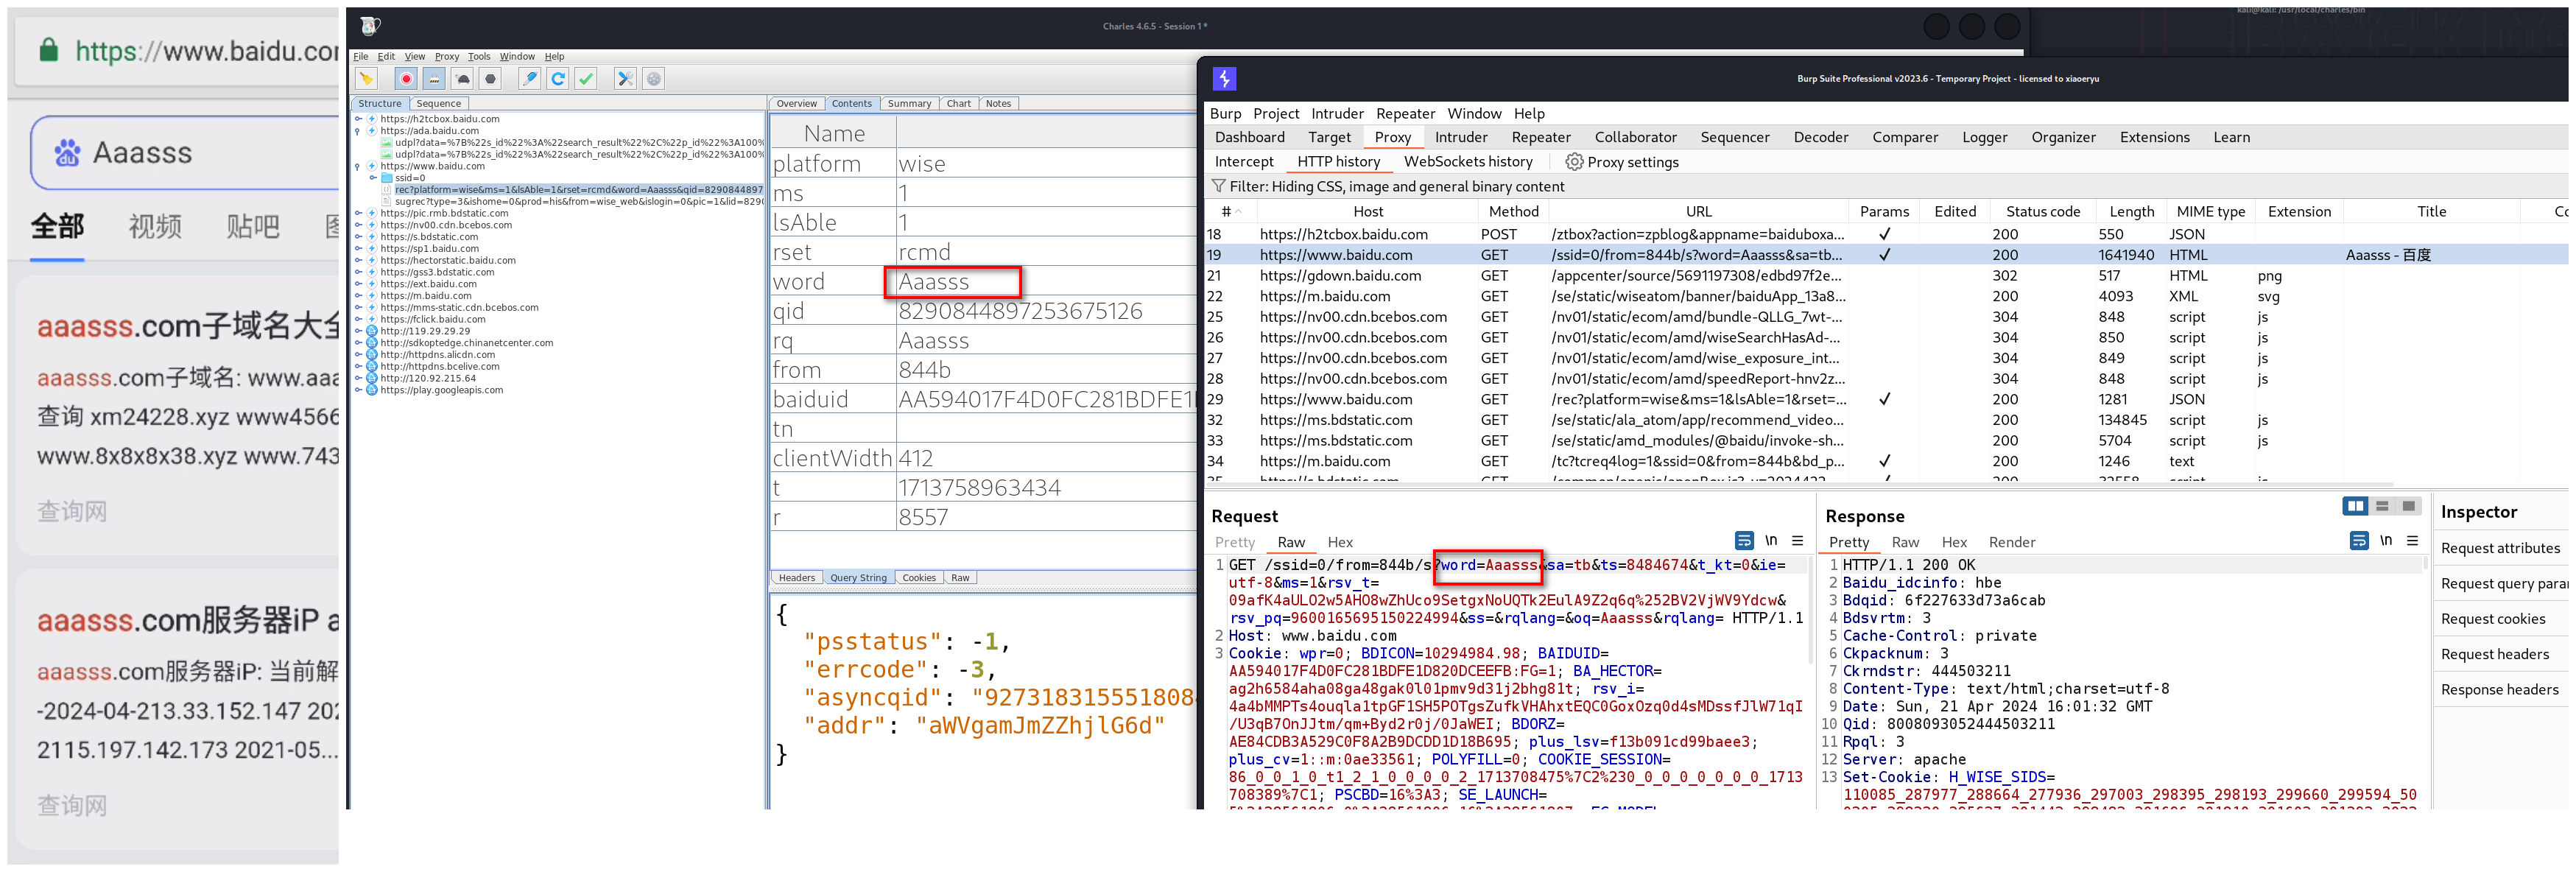 https://www.baidu.com
Aaasss
全部 视频 贴吧
aaasss.com子域名大全
aaasss.com子域名: www.aaa
查询 xm24228.xyz www4566
www.8x8x8x38.xyz www.743
查询网
aaasss.com服务器iP a
aaasss.com服务器iP: 当前解
-2024-04-213.33.152.147 202
2115.197.142.173 2021-05...
查询网
Charles 4.6.5 - Session 1 *
File Edit View Proxy Tools Window Help
Structure Sequence
https://h2tcbox.baidu.com
https://ada.baidu.com
udpl?data=%7B%22s_id%22%3A%22search_result%22%2C%22p_id%22%3A100%
udpl?data=%7B%22s_id%22%3A%22search_result%22%2C%22p_id%22%3A100%
https://www.baidu.com
ssid=0
rec?platform=wise&ms=1&lsAble=1&rset=rcmd&word=Aaasss&qid=8290844897
sugrec?type=3&ishome=0&prod=his&from=wise_web&islogin=0&pic=1&lid=829
https://pic.rmb.bdstatic.com
https://nv00.cdn.bcebos.com
https://s.bdstatic.com
https://sp1.baidu.com
https://hectorstatic.baidu.com
https://gss3.bdstatic.com
https://ext.baidu.com
https://m.baidu.com
https://mms-static.cdn.bcebos.com
https://fclick.baidu.com
http://119.29.29.29
http://sdkoptedge.chinanetcenter.com
http://httpdns.alicdn.com
http://httpdns.bcelive.com
http://120.92.215.64
https://play.googleapis.com
Overview Contents Summary Chart Notes
Name
platform wise
ms 1
lsAble 1
rset rcmd
word Aaasss
qid 8290844897253675126
rq Aaasss
from 844b
baiduid AA594017F4D0FC281BDFE1
tn
clientWidth 412
t 1713758963434
r 8557
Headers Query String Cookies Raw
{
"psstatus": -1,
"errcode": -3,
"asyncqid": "927318315551808
"addr": "aWVgamJmZZhjlG6d"
}
kali@kali: /usr/local/charles/bin
Burp Suite Professional v2023.6 - Temporary Project - licensed to xiaoeryu
Burp Project Intruder Repeater Window Help
Dashboard Target Proxy Intruder Repeater Collaborator Sequencer Decoder Comparer Logger Organizer Extensions Learn
Intercept HTTP history WebSockets history Proxy settings
Filter: Hiding CSS, image and general binary content
# Host Method URL Params Edited Status code Length MIME type Extension Title Co
18 https://h2tcbox.baidu.com POST /ztbox?action=zpblog&appname=baiduboxa... ✓ 200 550 JSON
19 https://www.baidu.com GET /ssid=0/from=844b/s?word=Aaasss&sa=tb... ✓ 200 1641940 HTML Aaasss - 百度
21 https://gdown.baidu.com GET /appcenter/source/5691197308/edbd97f2e... 302 517 HTML png
22 https://m.baidu.com GET /se/static/wiseatom/banner/baiduApp_13a8... 200 4093 XML svg
25 https://nv00.cdn.bcebos.com GET /nv01/static/ecom/amd/bundle-QLLG_7wt-... 304 848 script js
26 https://nv00.cdn.bcebos.com GET /nv01/static/ecom/amd/wiseSearchHasAd-... 304 850 script js
27 https://nv00.cdn.bcebos.com GET /nv01/static/ecom/amd/wise_exposure_int... 304 849 script js
28 https://nv00.cdn.bcebos.com GET /nv01/static/ecom/amd/speedReport-hnv2z... 304 848 script js
29 https://www.baidu.com GET /rec?platform=wise&ms=1&lsAble=1&rset=... ✓ 200 1281 JSON
32 https://ms.bdstatic.com GET /se/static/ala_atom/app/recommend_video... 200 134845 script js
33 https://ms.bdstatic.com GET /se/static/amd_modules/@baidu/invoke-sh... 200 5704 script js
34 https://m.baidu.com GET /tc?tcreq4log=1&ssid=0&from=844b&bd_p... ✓ 200 1246 text
Request
Pretty Raw Hex
\n
1 GET /ssid=0/from=844b/s?word=Aaasss&sa=tb&ts=8484674&t_kt=0&ie=
utf-8&ms=1&rsv_t=
09afK4aULO2w5AHO8wZhUco9SetgxNoUQTk2EulA9Z2q6q%252BV2VjWV9Ydcw&
rsv_pq=9600165695150224994&ss=&rqlang=&oq=Aaasss&rqlang= HTTP/1.1
2 Host: www.baidu.com
3 Cookie: wpr=0; BDICON=10294984.98; BAIDUID=
AA594017F4D0FC281BDFE1D820DCEEFB:FG=1; BA_HECTOR=
ag2h6584aha08ga48gak0l01pmv9d31j2bhg81t; rsv_i=
4a4bMMPTs4ouqla1tpGF1SH5POTgsZufkVHAhxtEQC0GoxOzq0d4sMDssfJlW71qI
/U3qB7OnJJtm/qm+Byd2r0j/0JaWEI; BDORZ=
AE84CDB3A529C0F8A2B9DCDD1D18B695; plus_lsv=f13b091cd99baee3;
plus_cv=1::m:0ae33561; POLYFILL=0; COOKIE_SESSION=
86_0_0_1_0_t1_2_1_0_0_0_0_2_1713708475%7C2%230_0_0_0_0_0_0_0_1713
708389%7C1; PSCBD=16%3A3; SE_LAUNCH=
Response
Pretty Raw Hex Render
\n
1 HTTP/1.1 200 OK
2 Baidu_idcinfo: hbe
3 Bdqid: 6f227633d73a6cab
4 Bdsvrtm: 3
5 Cache-Control: private
6 Ckpacknum: 3
7 Ckrndstr: 444503211
8 Content-Type: text/html;charset=utf-8
9 Date: Sun, 21 Apr 2024 16:01:32 GMT
10 Qid: 8008093052444503211
11 Rpql: 3
12 Server: apache
13 Set-Cookie: H_WISE_SIDS=
110085_287977_288664_277936_297003_298395_298193_299660_299594_50
Inspector
Request attributes
Request query para
Request cookies
Request headers
Response headers